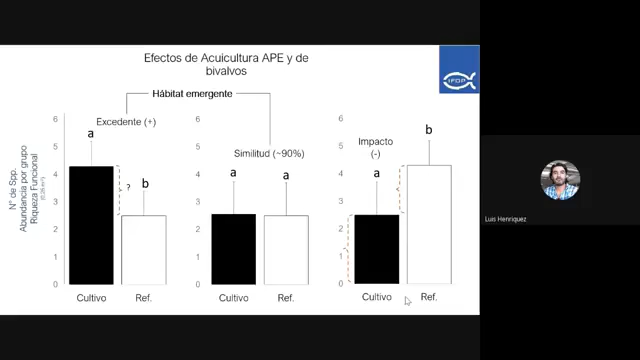 Efectos de Acuicultura APE y de
bivalvos
IFOP
Hábitat emergente
Excedente (+)
Similitud (~90%)
Impacto
(-)
N° de Spp.
Abundancia por grupo
Riqueza Funcional
6
5
4
3
2
1
0
a
?
b
Cultivo
Ref.
6
5
4
3
2
1
0
a
a
Cultivo
Ref.
6
5
4
3
2
1
0
a
b
Cultivo
Ref.
Luis Henriquez